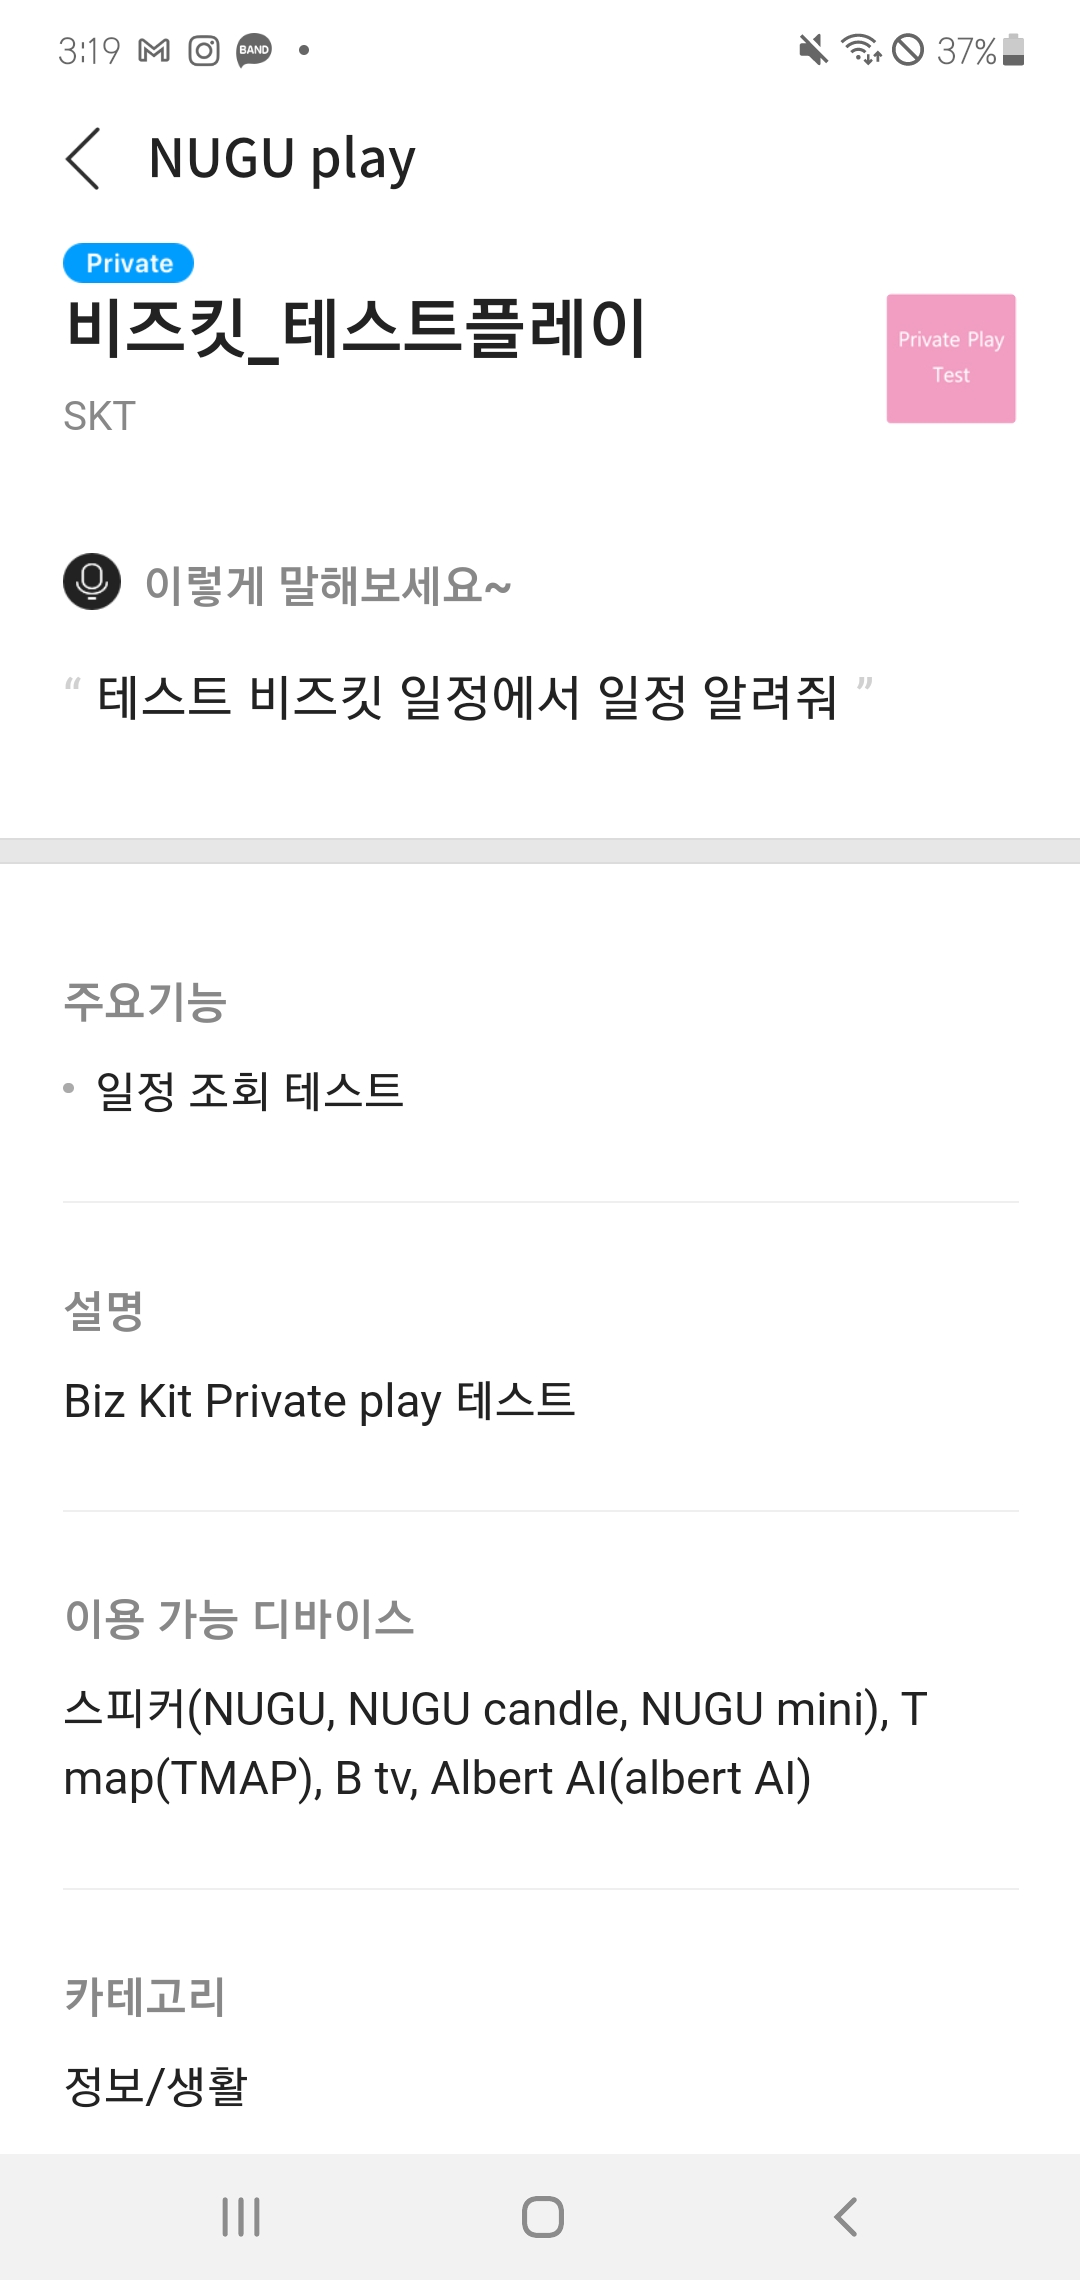 3:19 BAND 37%
NUGU play
Private
비즈킷_테스트플레이
Private Play
Test
SKT
이렇게 말해보세요~
“ 테스트 비즈킷 일정에서 일정 알려줘 ”
주요기능
• 일정 조회 테스트
설명
Biz Kit Private play 테스트
이용 가능 디바이스
스피커(NUGU, NUGU candle, NUGU mini), T
map(TMAP), B tv, Albert AI(albert AI)
카테고리
정보/생활